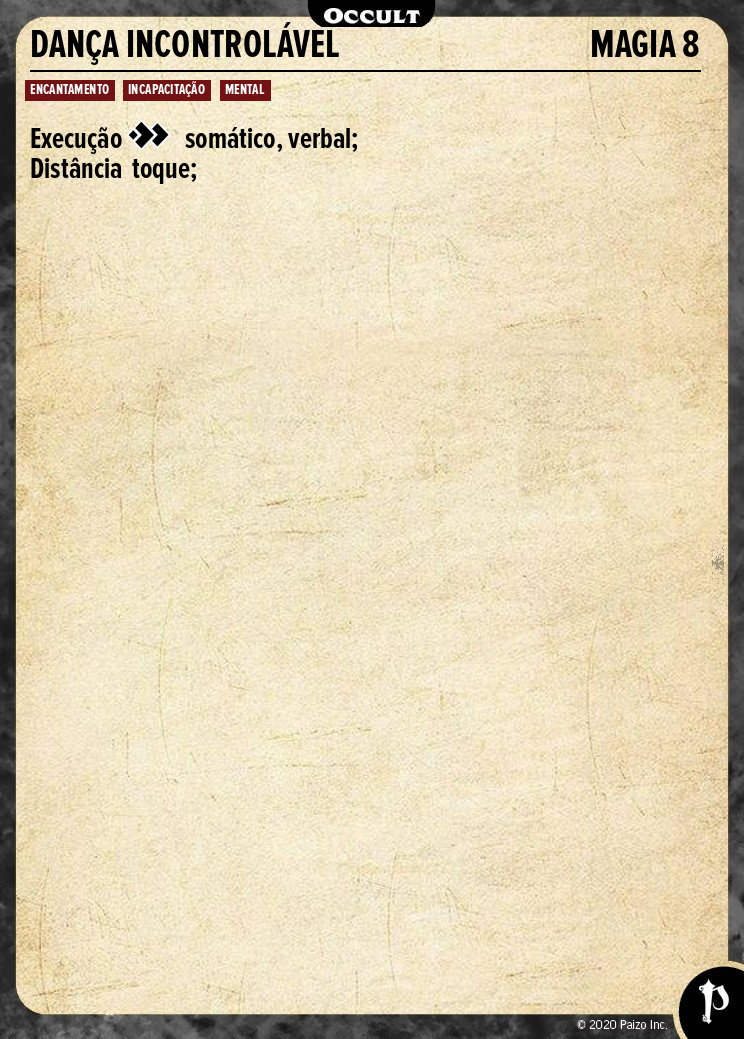 OCCULT
DANÇA INCONTROLÁVEL MAGIA 8
ENCANTAMENTO INCAPACITAÇÃO MENTAL
Execução somático, verbal;
Distância toque;
© 2020 Paizo Inc.
P